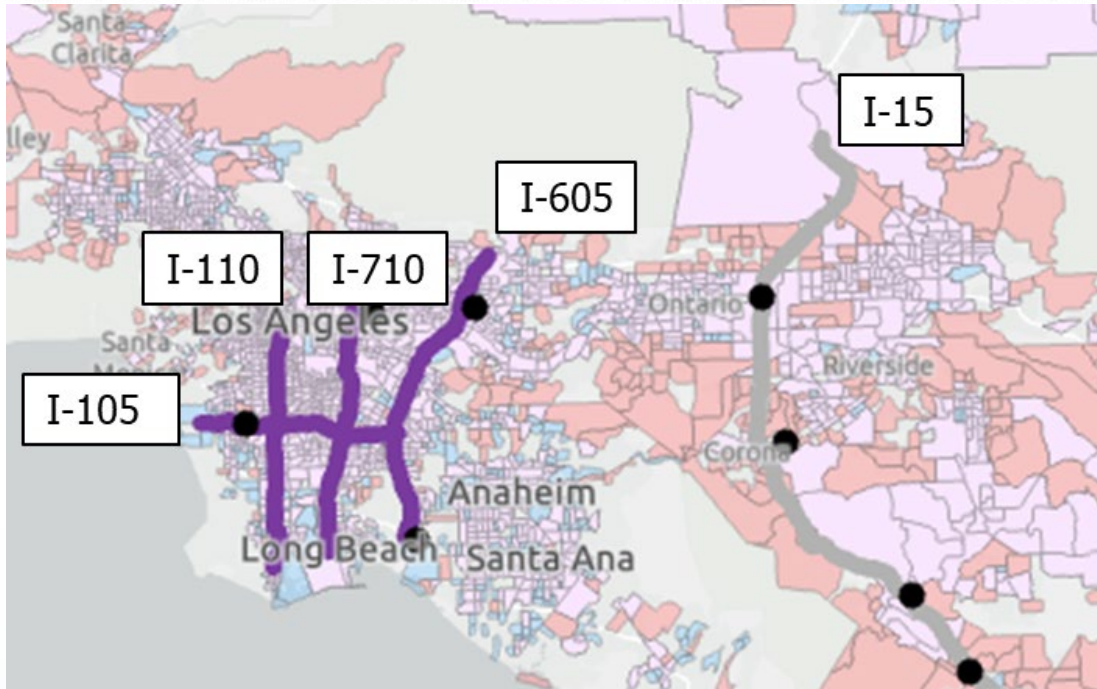 Santa
Clarita
lley
I-15
I-605
I-110
I-710
Ontario
Los Angeles
Santa
Riverside
I-105
Corona
Anaheim
Long Beach
Santa Ana